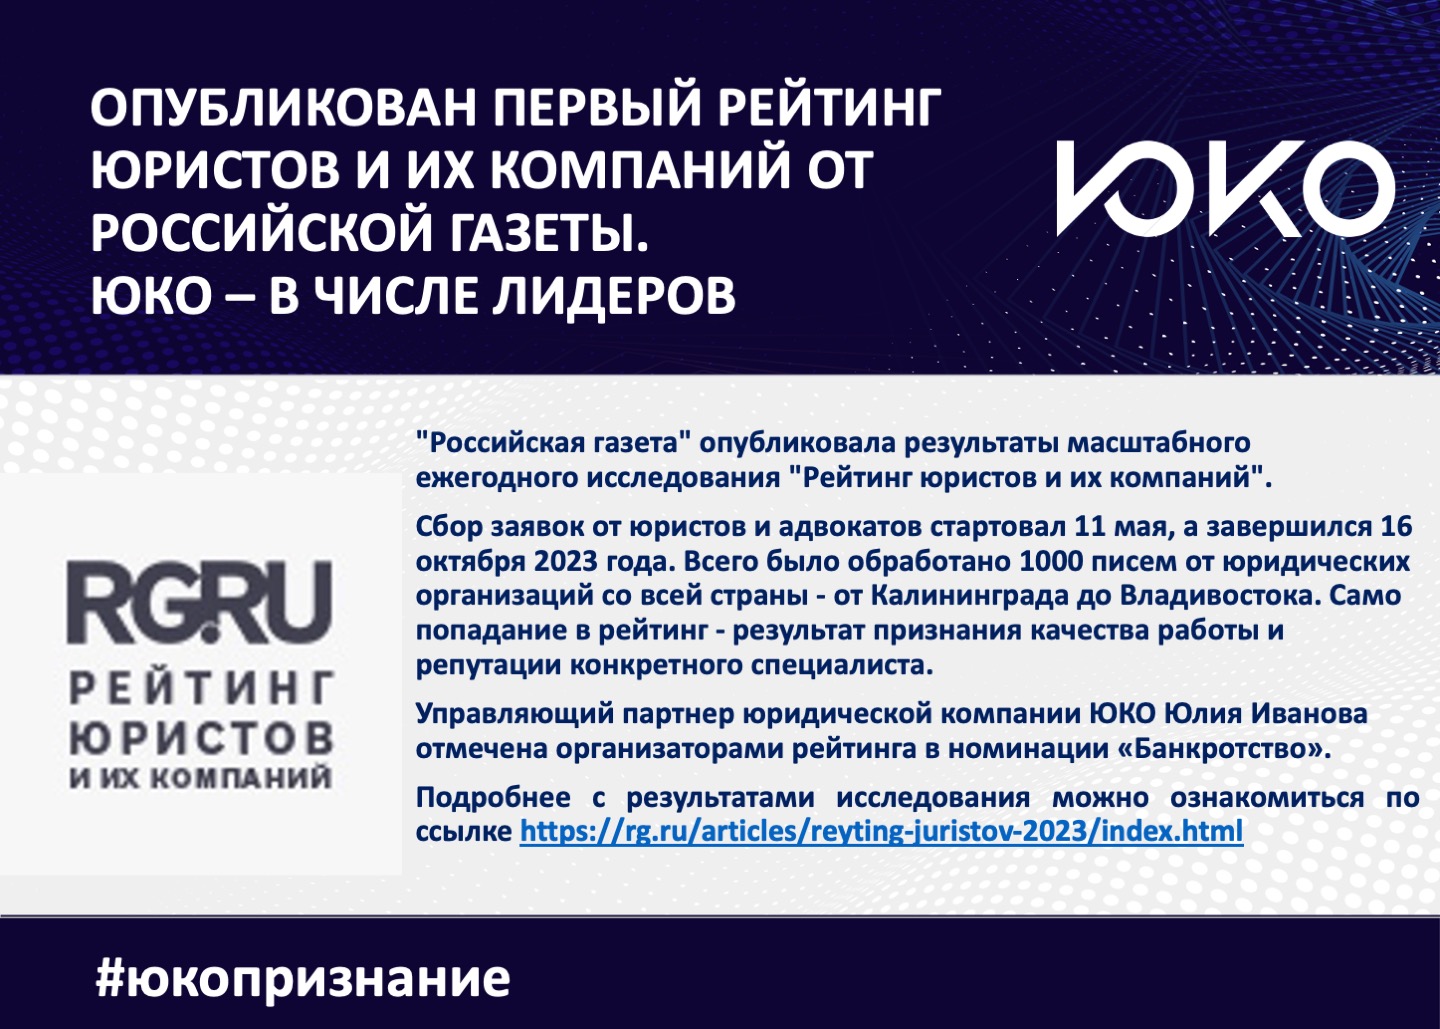 ОПУБЛИКОВАН ПЕРВЫЙ РЕЙТИНГ
ЮРИСТОВ И ИХ КОМПАНИЙ ОТ
РОССИЙСКОЙ ГАЗЕТЫ.
ЮКО – В ЧИСЛЕ ЛИДЕРОВ
ЮКО
"Российская газета" опубликовала результаты масштабного
ежегодного исследования "Рейтинг юристов и их компаний".
Сбор заявок от юристов и адвокатов стартовал 11 мая, а завершился 16
октября 2023 года. Всего было обработано 1000 писем от юридических
организаций со всей страны - от Калининграда до Владивостока. Само
попадание в рейтинг - результат признания качества работы и
репутации конкретного специалиста.
Управляющий партнер юридической компании ЮКО Юлия Иванова
отмечена организаторами рейтинга в номинации «Банкротство».
Подробнее с результатами исследования можно ознакомиться по
ссылке https://rg.ru/articles/reyting-juristov-2023/index.html
RG.RU
РЕЙТИНГ
ЮРИСТОВ
И ИХ КОМПАНИЙ
#юкопризнание